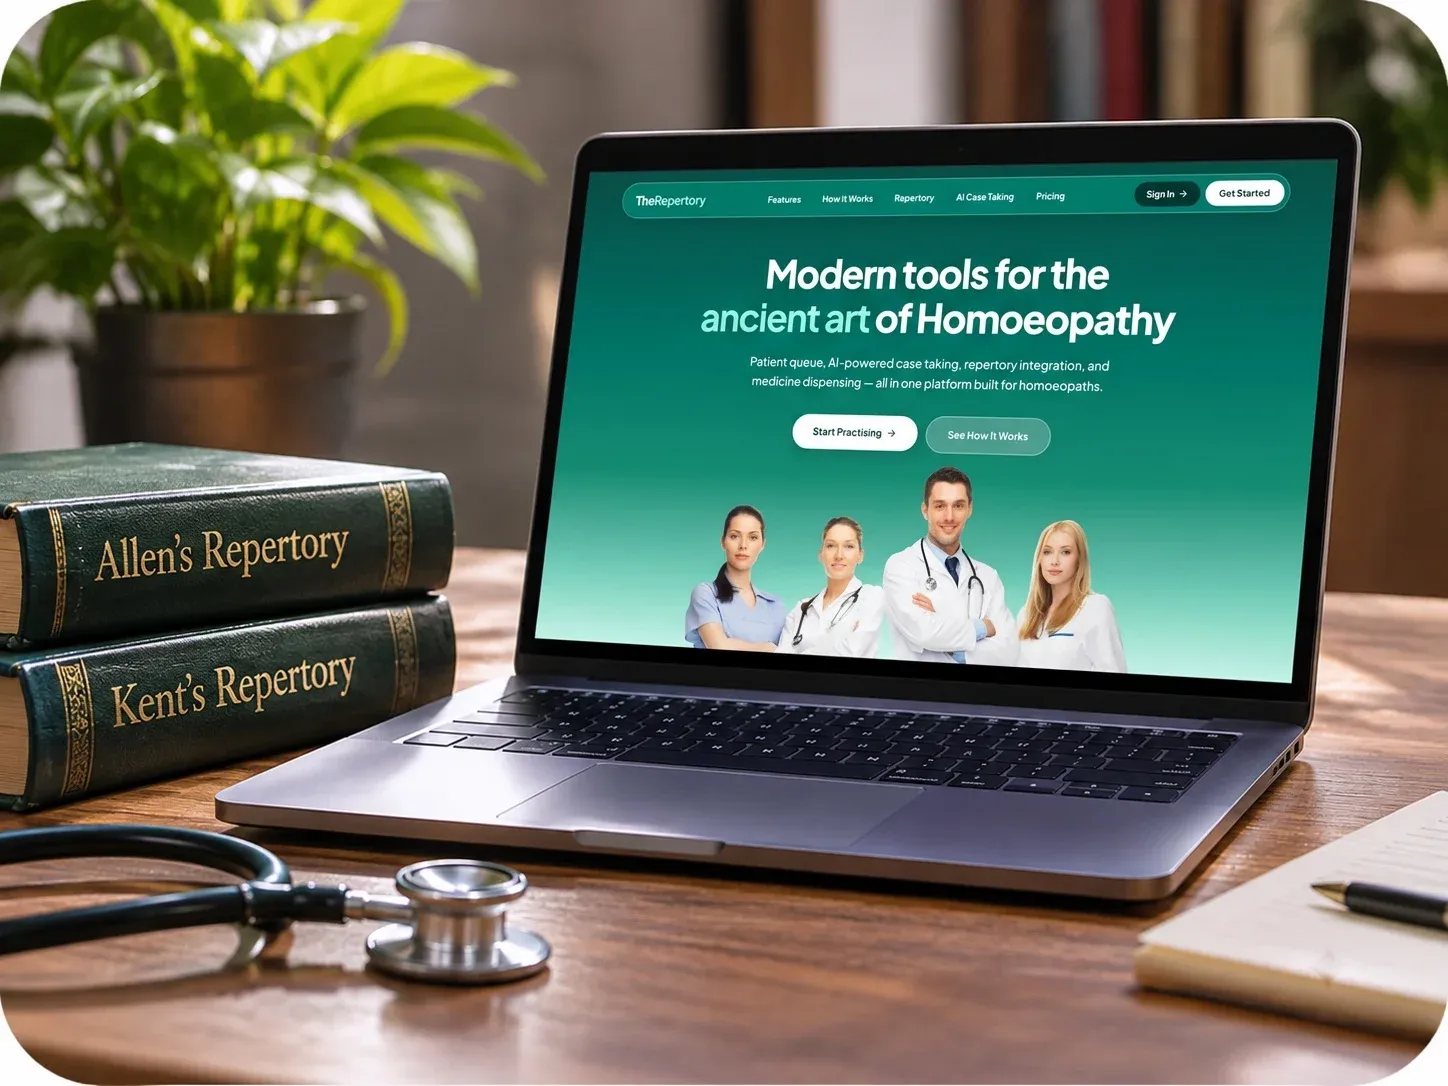 TheRepertory
Features
How It Works
Repertory
AI Case Taking
Pricing
Sign In →
Get Started
Modern tools for the
ancient art of Homoeopathy
Patient queue, AI-powered case taking, repertory integration, and
medicine dispensing — all in one platform built for homoeopaths.
Start Practising →
See How It Works
Allen's Repertory
Kent's Repertory